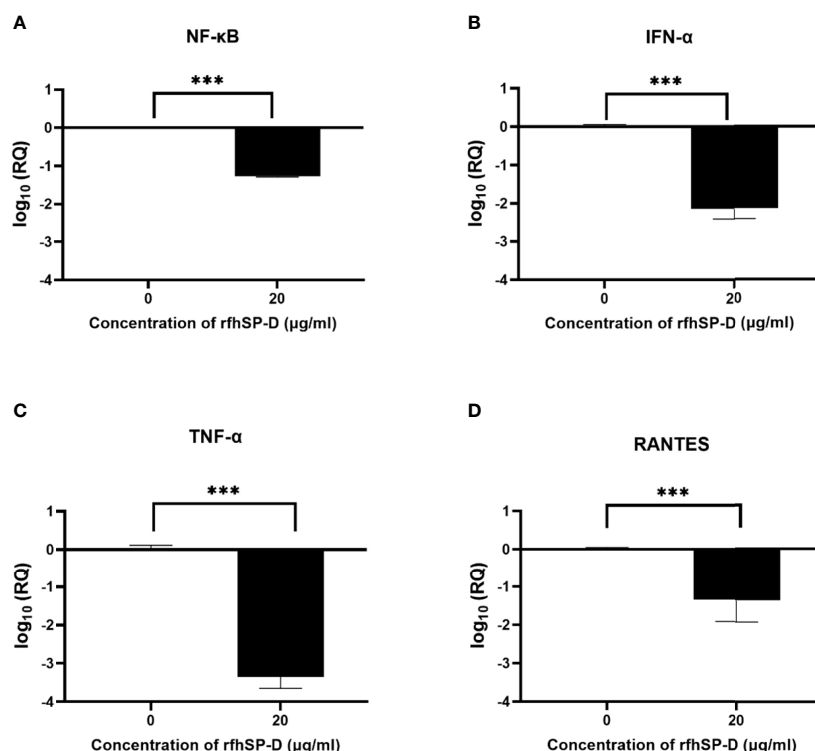 A
NF-κB
***
log10 (RQ)
1
0
-1
-2
-3
-4
0
20
Concentration of rfhSP-D (µg/ml)
B
IFN-α
***
log10 (RQ)
1
0
-1
-2
-3
-4
0
20
Concentration of rfhSP-D (µg/ml)
C
TNF-α
***
log10 (RQ)
1
0
-1
-2
-3
-4
0
20
Concentration of rfhSP-D (µg/ml)
D
RANTES
***
log10 (RQ)
1
0
-1
-2
-3
-4
0
20
Concentration of rfhSP-D (µg/ml)